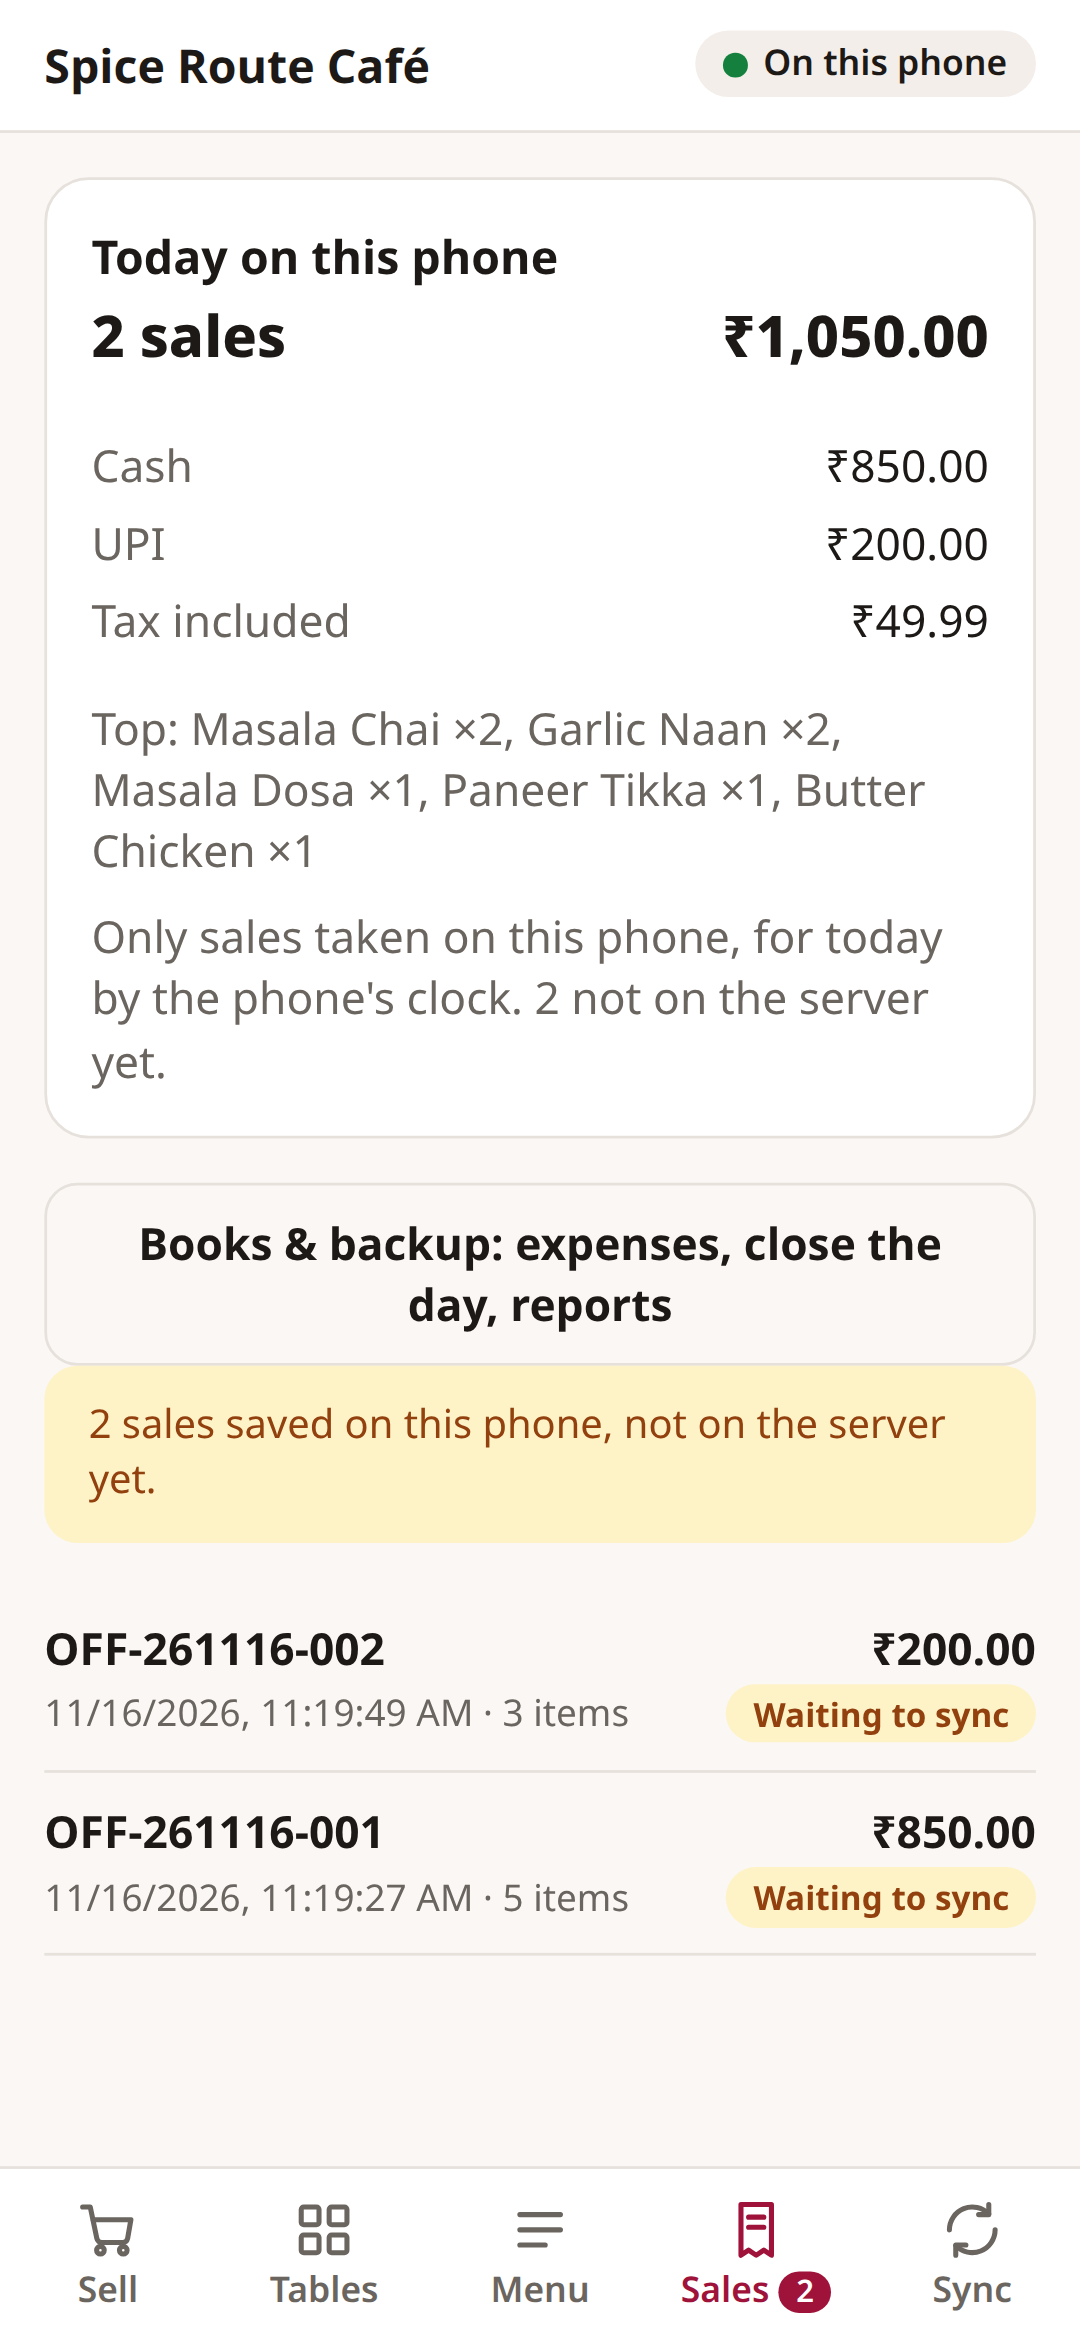 Spice Route Café
On this phone
Today on this phone
2 sales ₹1,050.00
Cash ₹850.00
UPI ₹200.00
Tax included ₹49.99
Top: Masala Chai ×2, Garlic Naan ×2,
Masala Dosa ×1, Paneer Tikka ×1, Butter
Chicken ×1
Only sales taken on this phone, for today
by the phone's clock. 2 not on the server
yet.
Books & backup: expenses, close the
day, reports
2 sales saved on this phone, not on the server
yet.
OFF-261116-002 ₹200.00
11/16/2026, 11:19:49 AM · 3 items Waiting to sync
OFF-261116-001 ₹850.00
11/16/2026, 11:19:27 AM · 5 items Waiting to sync
Sell Tables Menu Sales 2 Sync